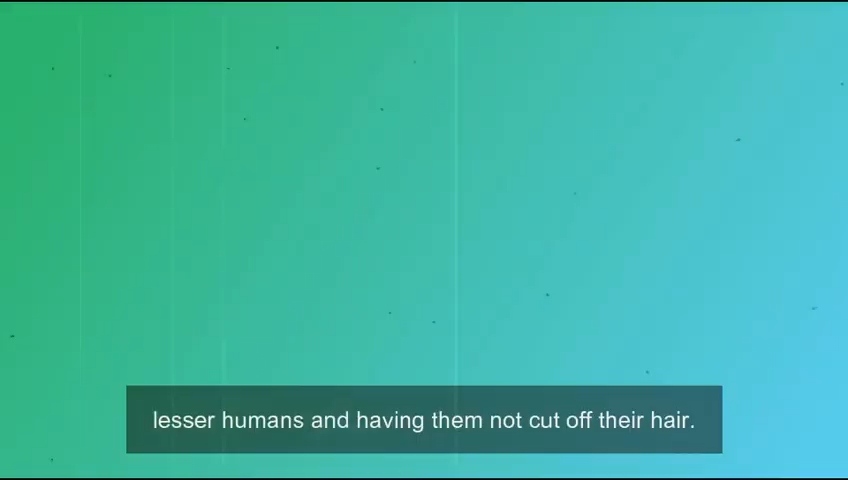 lesser humans and having them not cut off their hair.